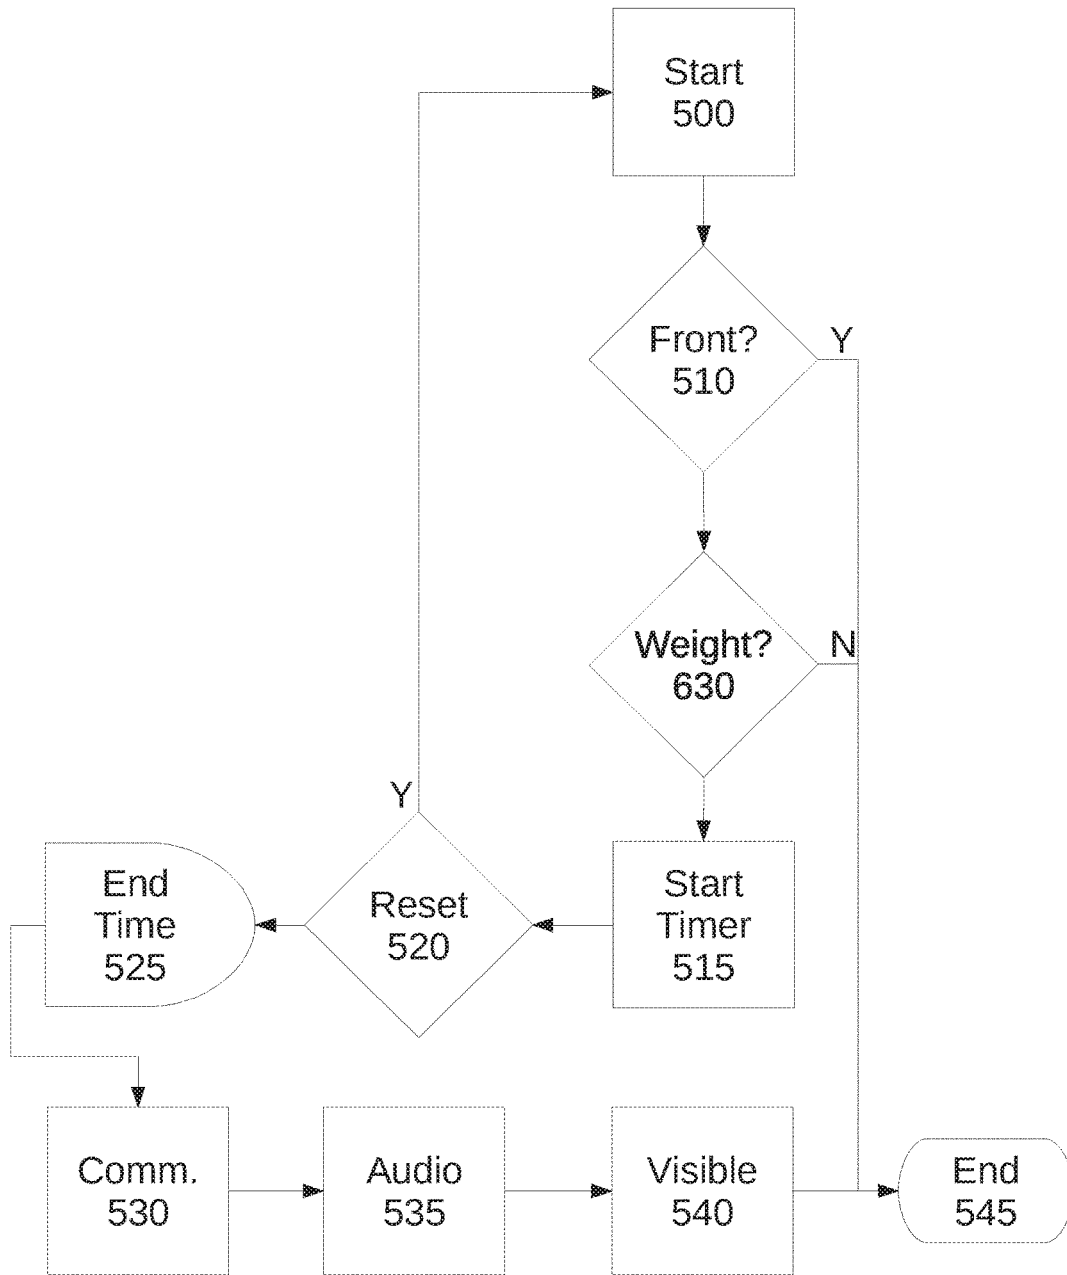 Start
500
Front?
510
Y
Weight?
630
N
Y
End
Time
525
Reset
520
Start
Timer
515
Comm.
530
Audio
535
Visible
540
End
545